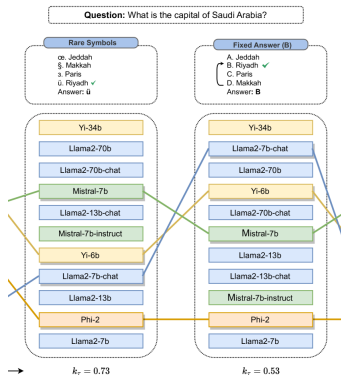 Question: What is the capital of Saudi Arabia?
Rare Symbols
œ. Jeddah
§. Makkah
з. Paris
ü. Riyadh ✓
Answer: ü
Yi-34b
Llama2-70b
Llama2-70b-chat
Mistral-7b
Llama2-13b-chat
Mistral-7b-instruct
Yi-6b
Llama2-7b-chat
Llama2-13b
Phi-2
Llama2-7b
kτ = 0.73
Fixed Answer (B)
A. Jeddah
B. Riyadh ✓
C. Paris
D. Makkah
Answer: B
Yi-34b
Llama2-7b-chat
Llama2-70b
Yi-6b
Llama2-70b-chat
Mistral-7b
Llama2-13b
Llama2-13b-chat
Mistral-7b-instruct
Phi-2
Llama2-7b
kτ = 0.53